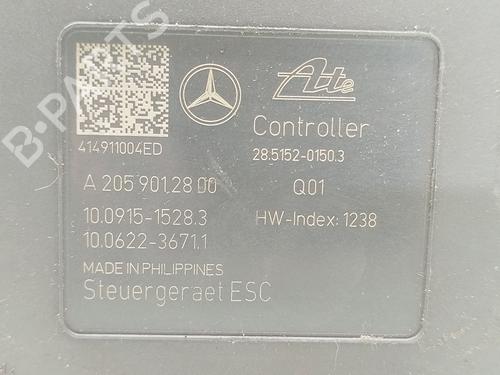 B-PARTS
Ate
414911004ED
Controller
28.5152-0150.3
A 205 901 28 00
Q01
10.0915-1528.3
HW-Index: 1238
10.0622-3671.1
MADE IN PHILIPPINES
Steuergeraet ESC